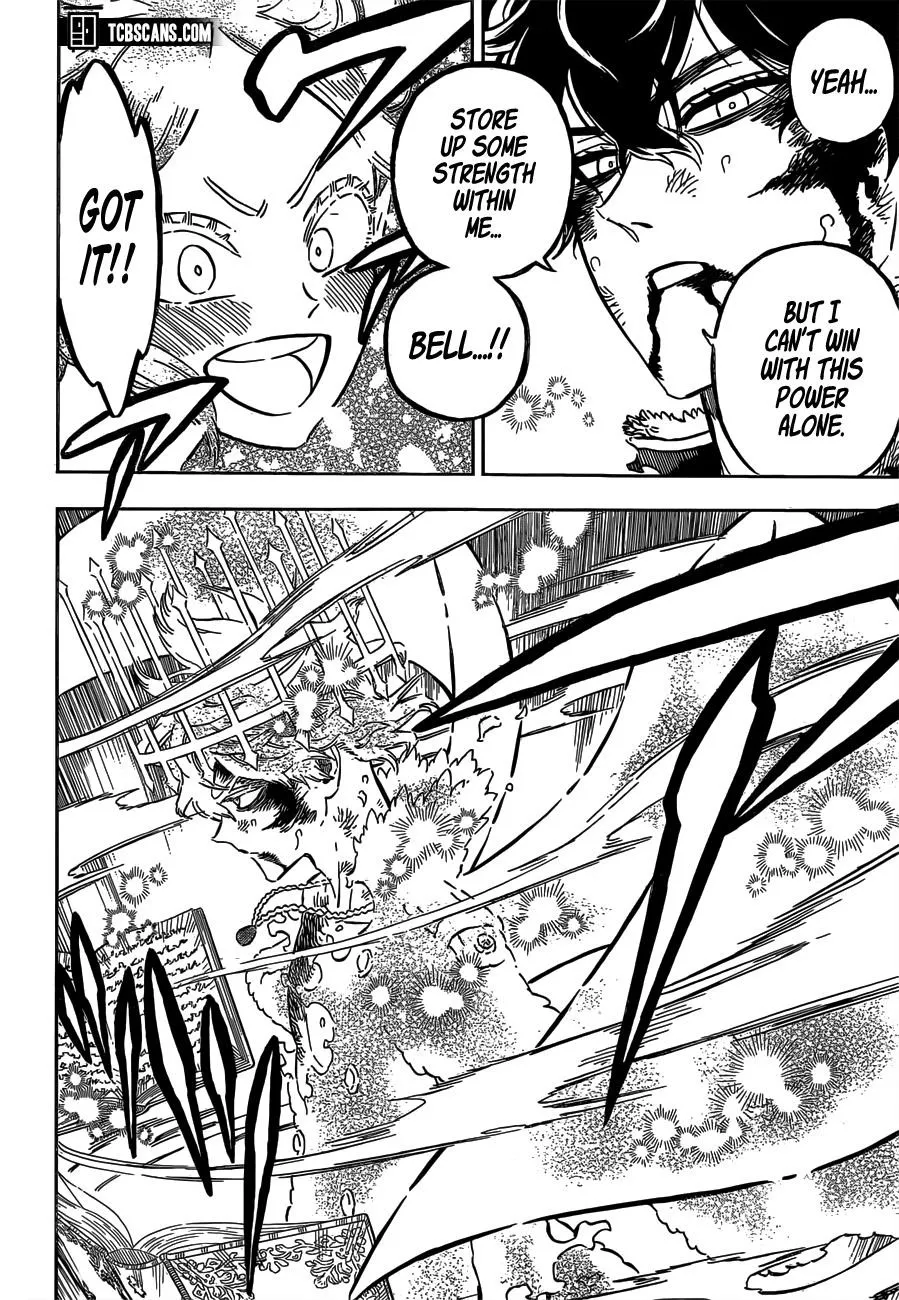 TCBSCANS.COM
YEAH...
BUT I
CAN'T WIN
WITH THIS
POWER
ALONE.
STORE
UP SOME
STRENGTH
WITHIN
ME...
BELL...!!
GOT
IT!!